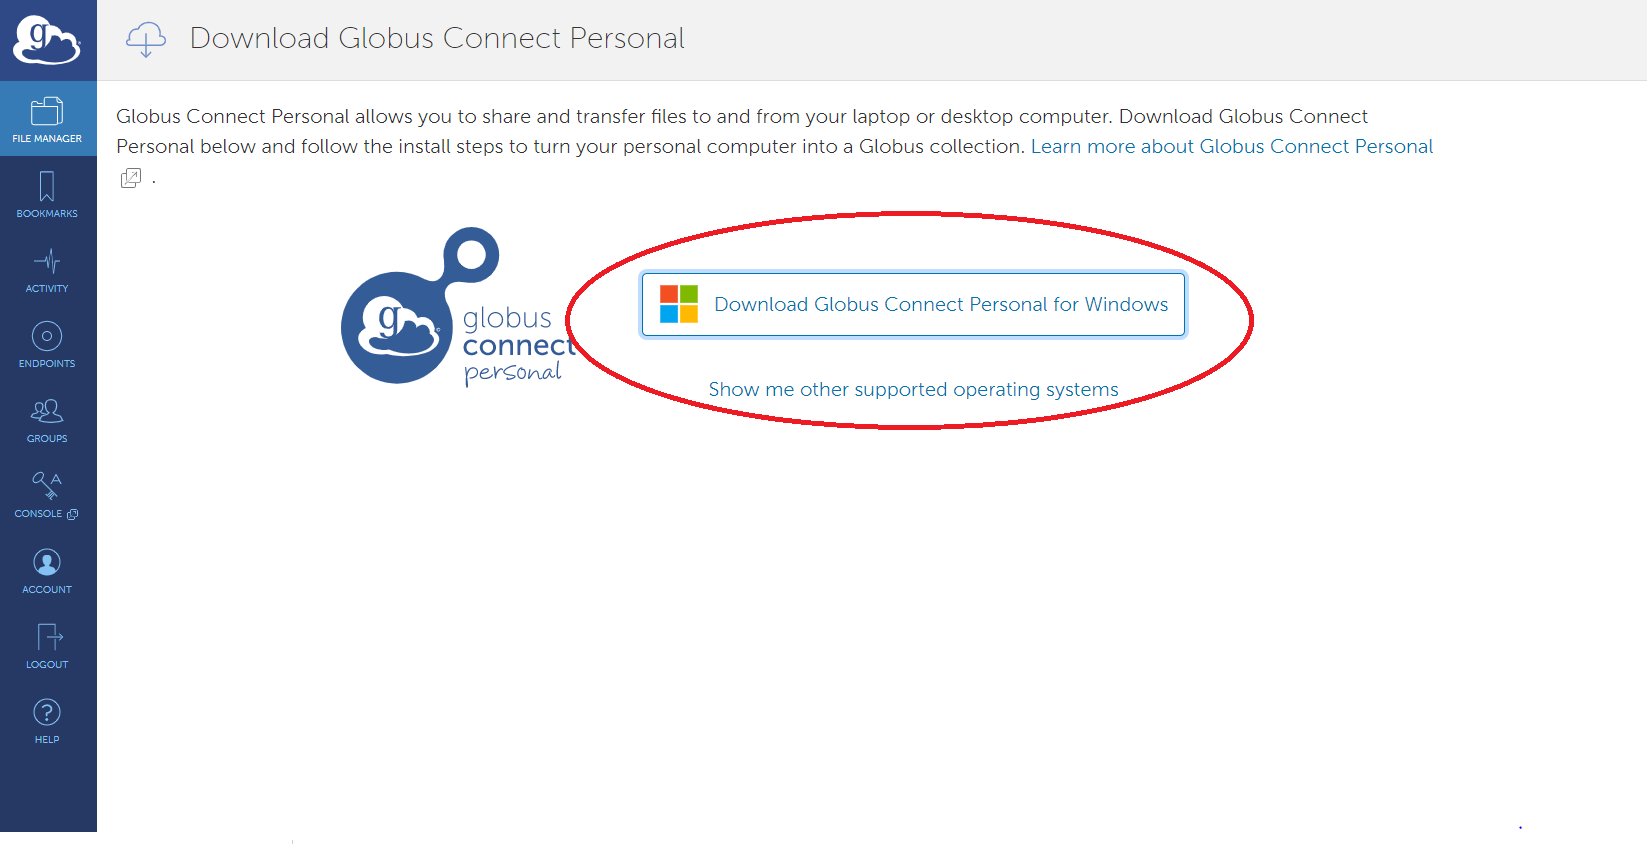 g
Download Globus Connect Personal
FILE MANAGER
BOOKMARKS
ACTIVITY
ENDPOINTS
GROUPS
CONSOLE
ACCOUNT
LOGOUT
?
HELP
Globus Connect Personal allows you to share and transfer files to and from your laptop or desktop computer. Download Globus Connect
Personal below and follow the install steps to turn your personal computer into a Globus collection. Learn more about Globus Connect Personal
.
g
globus
connect
personal
Download Globus Connect Personal for Windows
Show me other supported operating systems